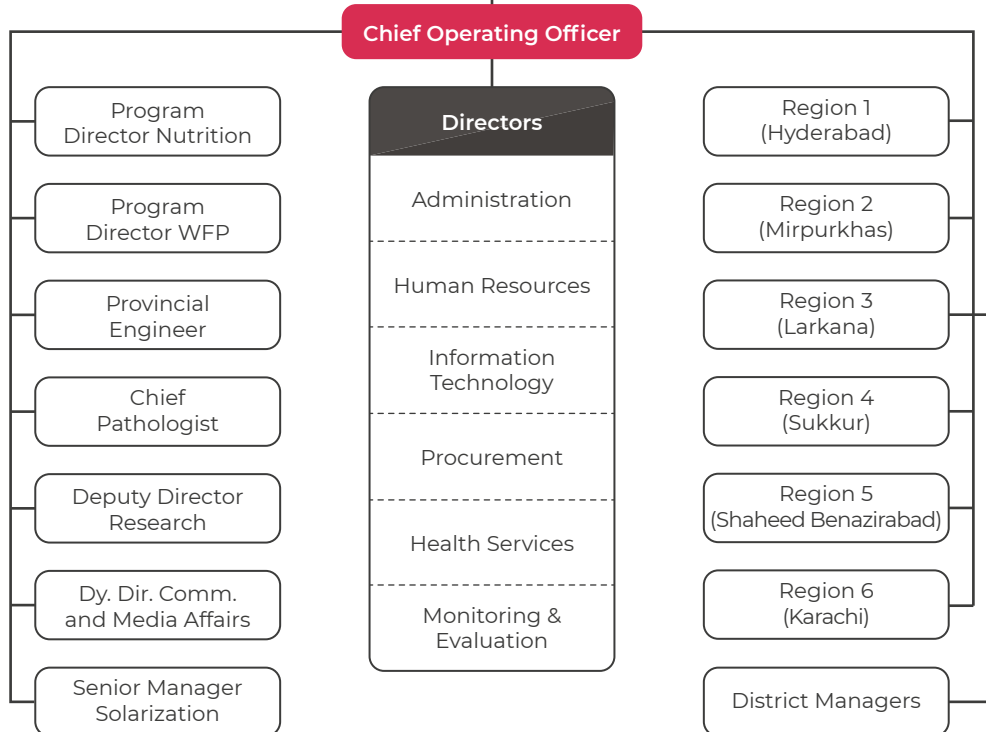 Chief Operating Officer
Program
Director Nutrition
Program
Director WFP
Provincial
Engineer
Chief
Pathologist
Deputy Director
Research
Dy. Dir. Comm.
and Media Affairs
Senior Manager
Solarization
Directors
Administration
Human Resources
Information
Technology
Procurement
Health Services
Monitoring &
Evaluation
Region 1
(Hyderabad)
Region 2
(Mirpurkhas)
Region 3
(Larkana)
Region 4
(Sukkur)
Region 5
(Shaheed Benazirabad)
Region 6
(Karachi)
District Managers